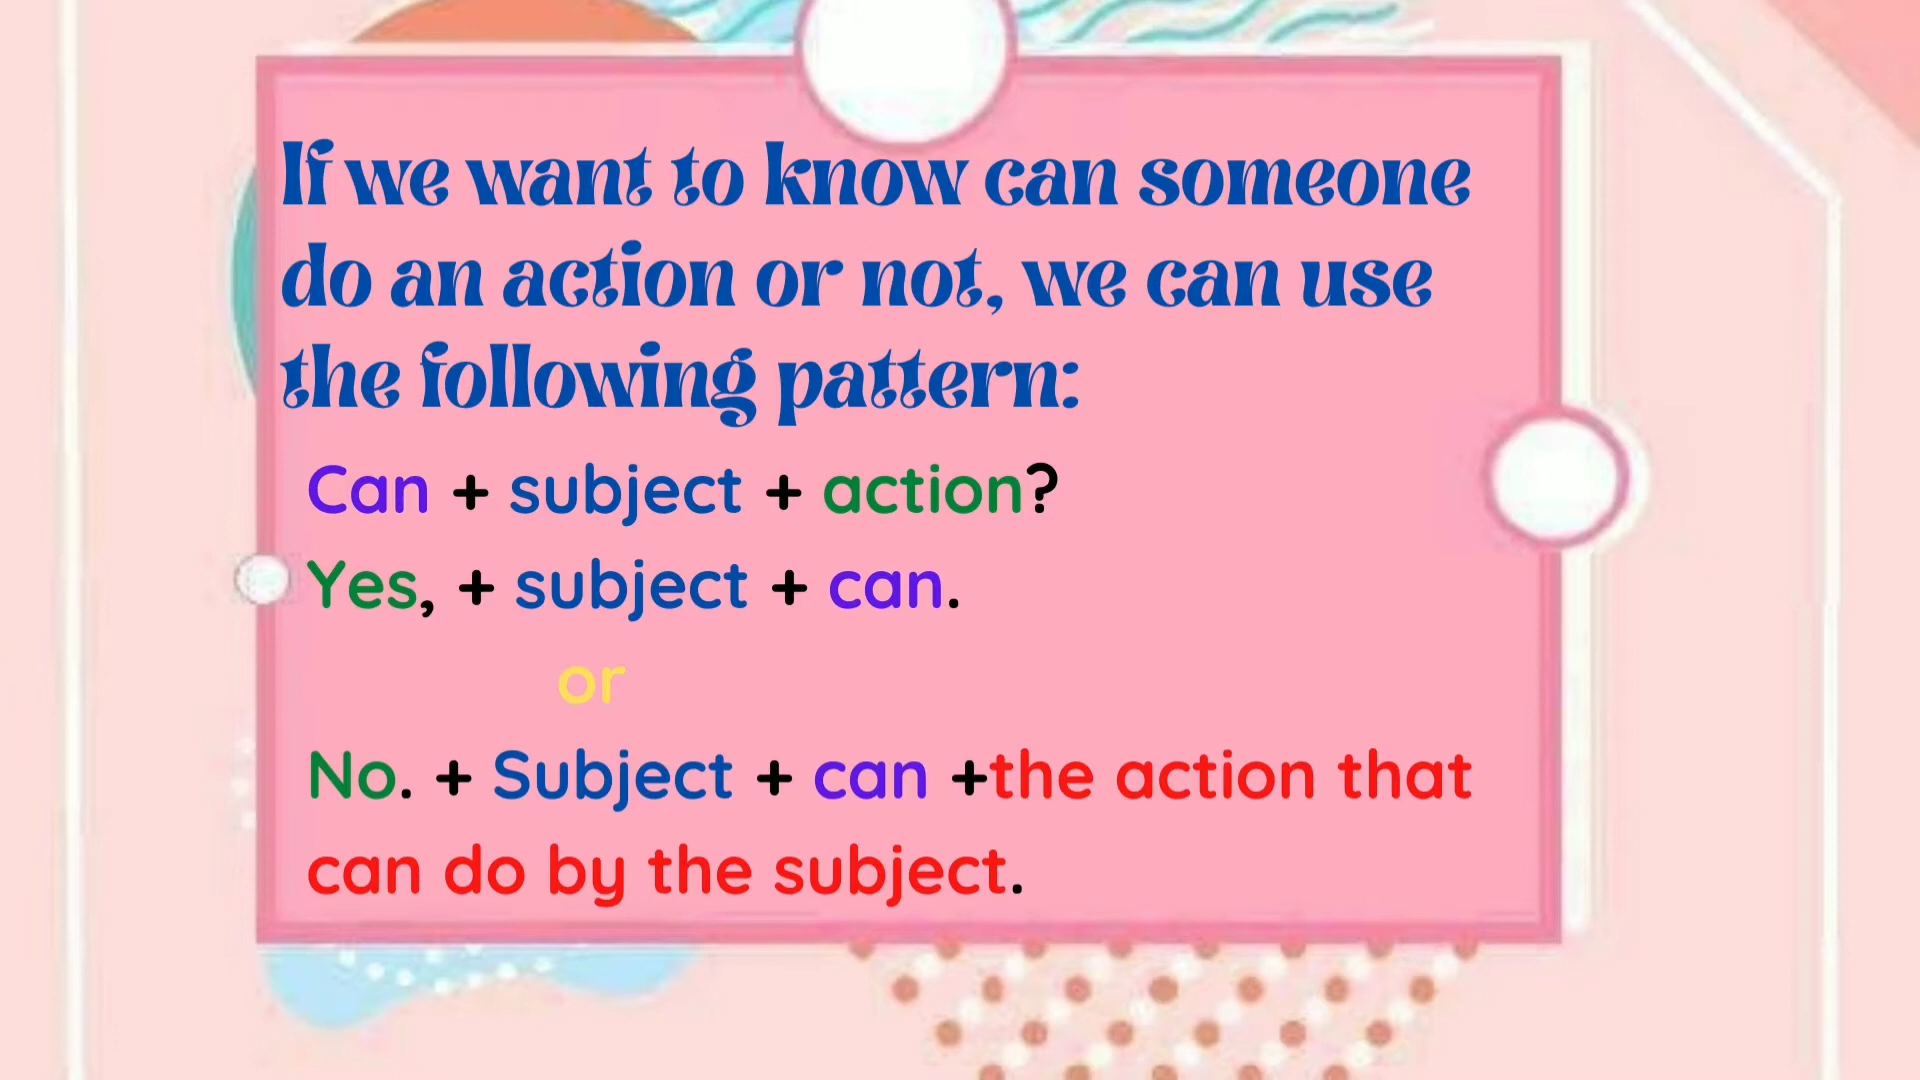 If we want to know can someone
do an action or not, we can use
the following pattern:
Can + subject + action?
Yes, + subject + can.
or
No. + Subject + can +the action that
can do by the subject.